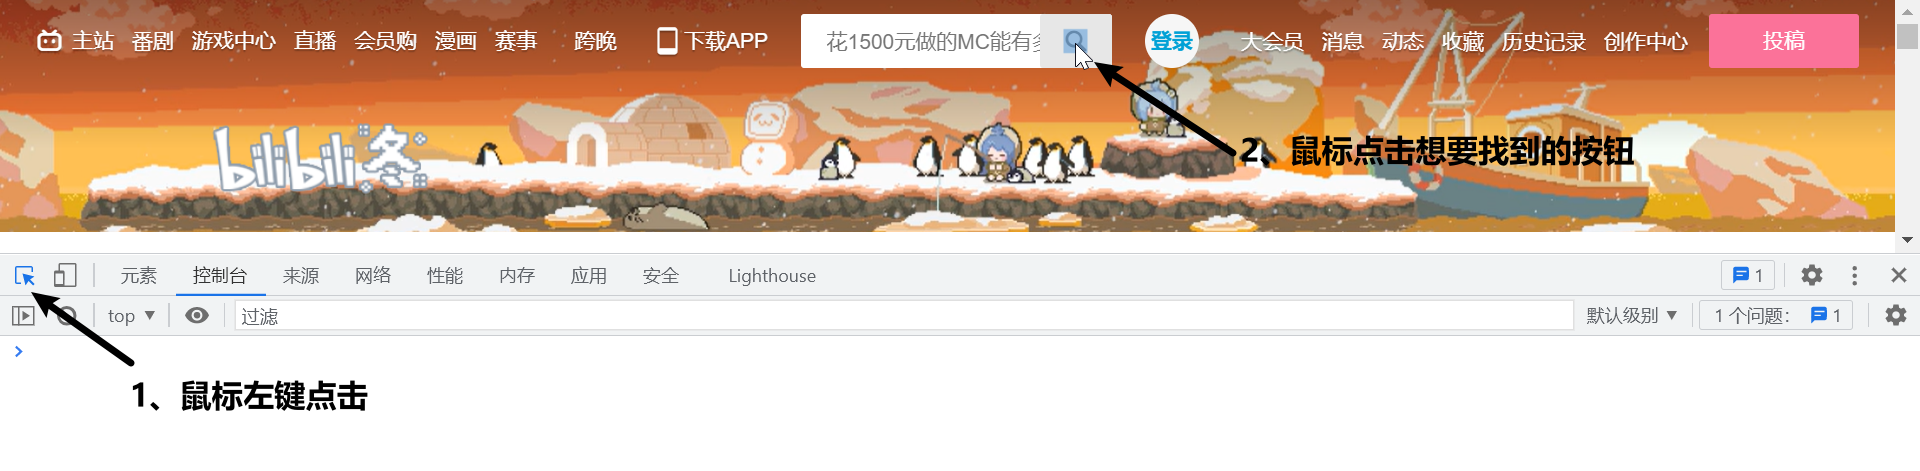 主站 番剧 游戏中心 直播 会员购 漫画 赛事 跨晚 下载APP 花1500元做的MC能有 登录 大会员 消息 动态 收藏 历史记录 创作中心 投稿
bilibili 冬
2、鼠标点击想要找到的按钮
元素 控制台 来源 网络 性能 内存 应用 安全 Lighthouse 1
top 过滤 默认级别 1 个问题： 1
1、鼠标左键点击